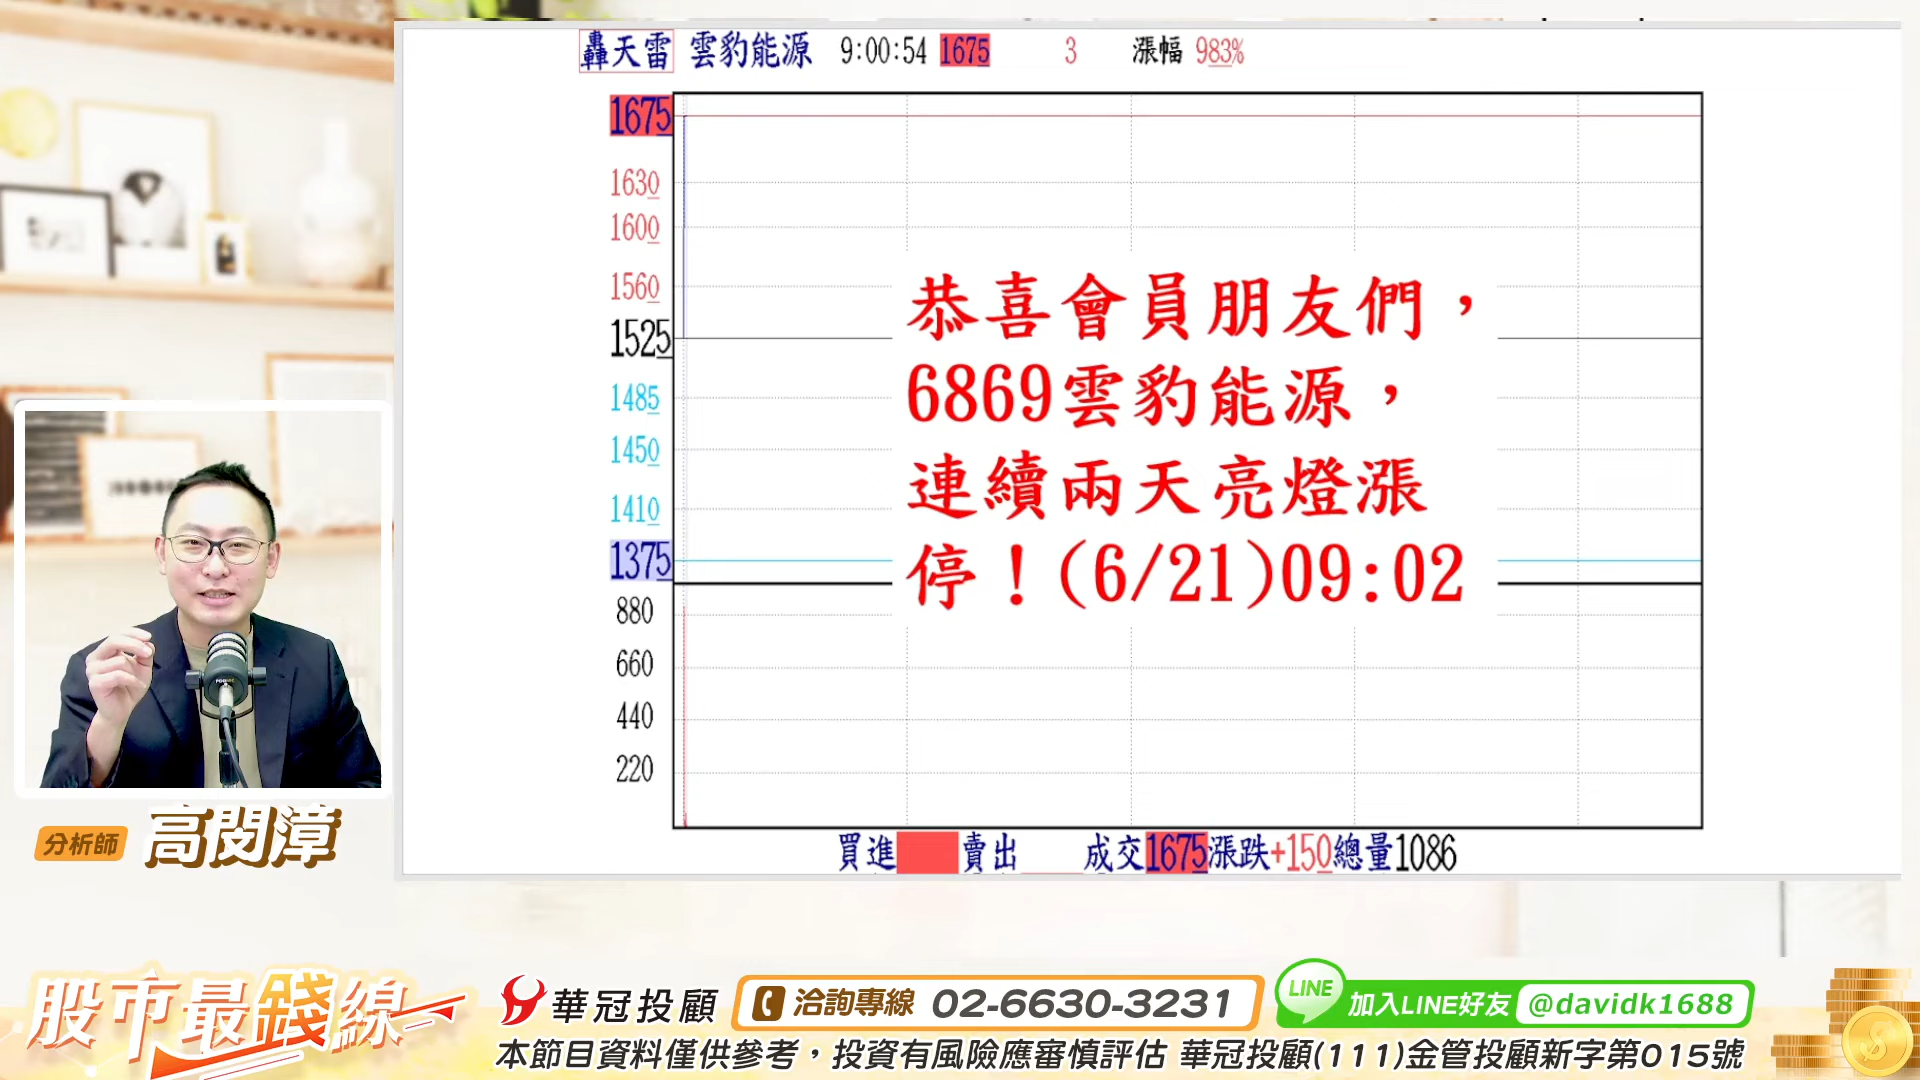 轟天雷 雲豹能源 9:00:54 1675 3 漲幅 983%
1675
1630
1600
1560
1525
1485
1450
1410
1375
880
660
440
220
恭喜會員朋友們，
6869雲豹能源，
連續兩天亮燈漲
停！(6/21)09:02
買進 賣出 成交1675漲跌+150總量1086
分析師 高閔漳
股市最錢線
華冠投顧 洽詢專線 02-6630-3231 LINE 加入LINE好友 @davidk1688
本節目資料僅供參考，投資有風險應審慎評估 華冠投顧(111)金管投顧新字第015號